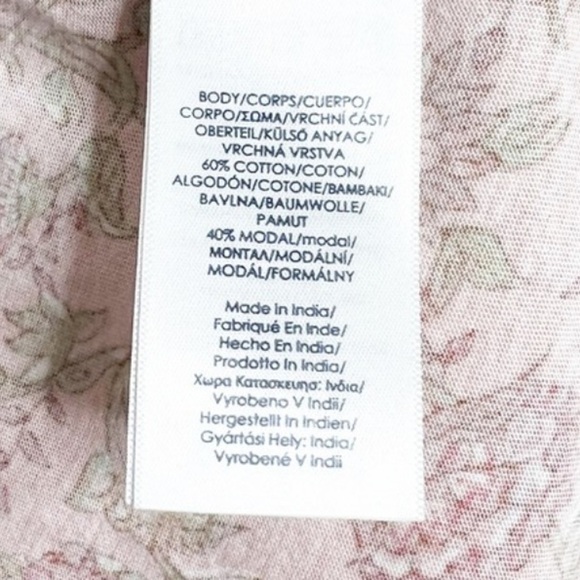 BODY/CORPS/CUERPO/
CORPO/ΣΩΜΑ/VRCHNÍ ČÁST/
OBERTEIL/KÜLSŐ ANYAG/
VRCHNÁ VRSTVA
60% COTTON/COTON/
ALGODÓN/COTONE/ΒΑΜΒΑΚΙ/
BAVLNA/BAUMWOLLE/
PAMUT
40% MODAL/modal/
ΜΟΝΤΑΛ/MODÁLNÍ/
MODÁL/FORMÁLNY
Made In India/
Fabriqué En Inde/
Hecho En India/
Prodotto In India/
Χωρα Κατασκευησ: Ινδια/
Vyrobeno V Indii/
Hergestellt In Indien/
Gyártási Hely: India/
Vyrobené V Indii